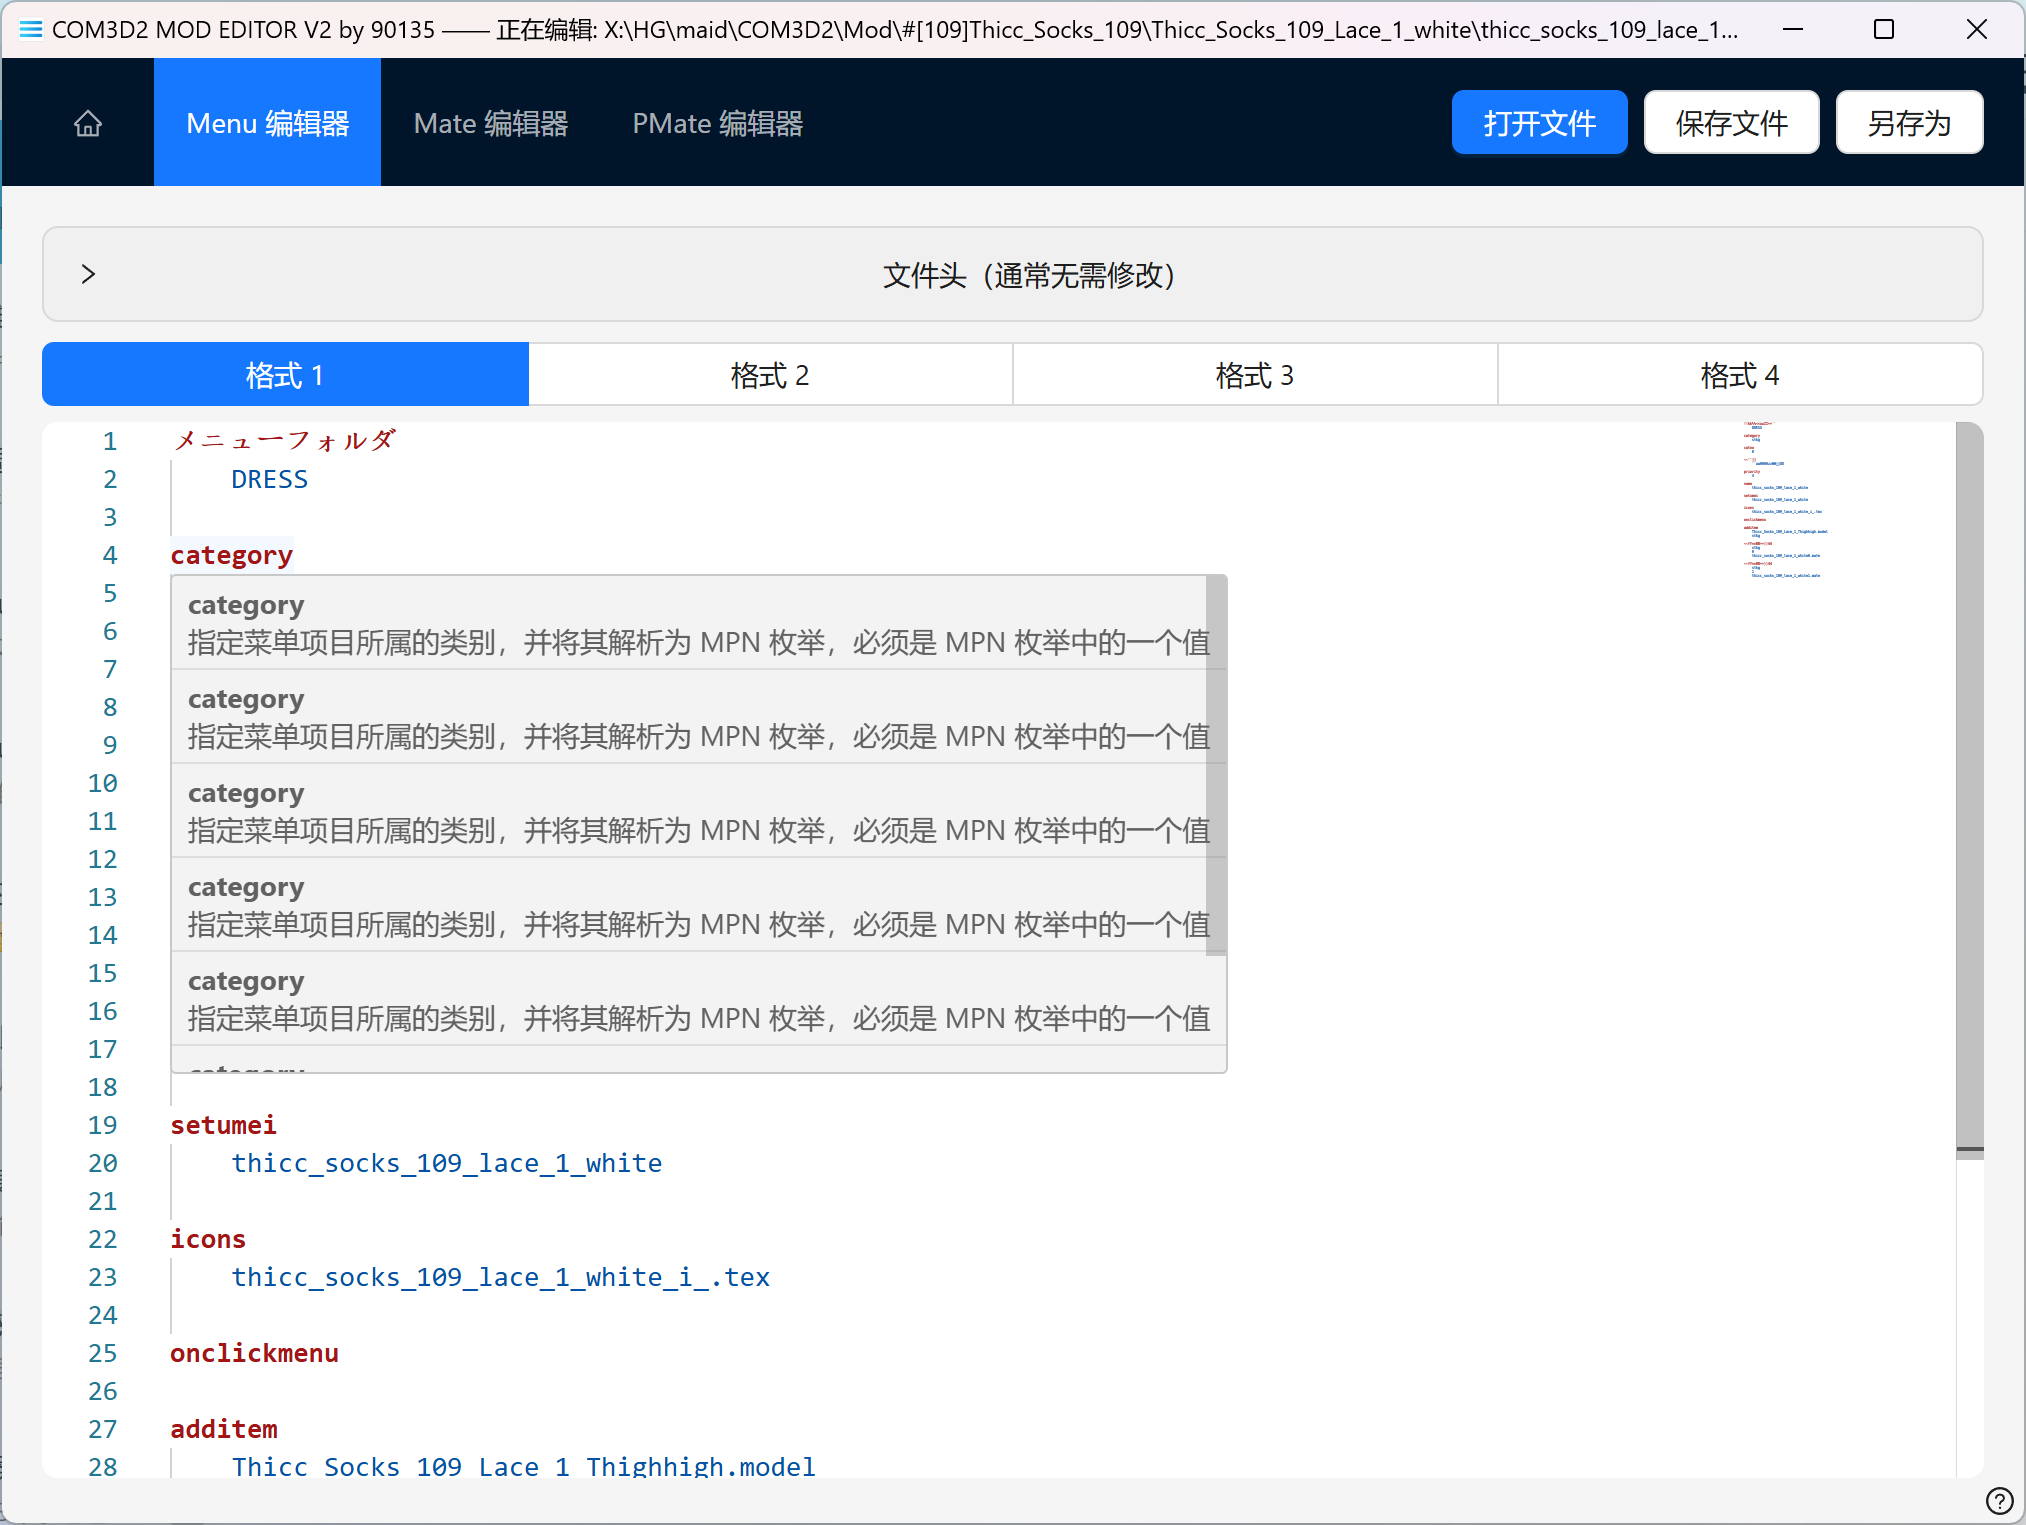 COM3D2 MOD EDITOR V2 by 90135 —— 正在编辑: X:\HG\maid\COM3D2\Mod\#[109]Thicc_Socks_109\Thicc_Socks_109_Lace_1_white\thicc_socks_109_lace_1...
Menu 编辑器
Mate 编辑器
PMate 编辑器
打开文件
保存文件
另存为
文件头（通常无需修改）
格式 1
格式 2
格式 3
格式 4
1 メニューフォルダ
2 DRESS
3
4 category
5
6
7
8
9
10
11
12
13
14
15
16
17
18
category
指定菜单项目所属的类别，并将其解析为 MPN 枚举，必须是 MPN 枚举中的一个值
category
指定菜单项目所属的类别，并将其解析为 MPN 枚举，必须是 MPN 枚举中的一个值
category
指定菜单项目所属的类别，并将其解析为 MPN 枚举，必须是 MPN 枚举中的一个值
category
指定菜单项目所属的类别，并将其解析为 MPN 枚举，必须是 MPN 枚举中的一个值
category
指定菜单项目所属的类别，并将其解析为 MPN 枚举，必须是 MPN 枚举中的一个值
category
19 setumei
20 thicc_socks_109_lace_1_white
21
22 icons
23 thicc_socks_109_lace_1_white_i_.tex
24
25 onclickmenu
26
27 additem
28 Thicc_Socks_109_Lace_1_Thighhigh.model